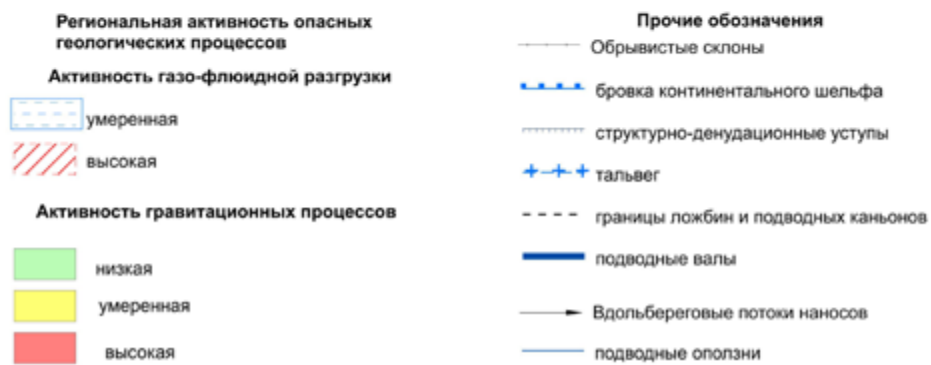 Региональная активность опасных
геологических процессов
Активность газо-флюидной разгрузки
умеренная
высокая
Активность гравитационных процессов
низкая
умеренная
высокая
Прочие обозначения
Обрывистые склоны
бровка континентального шельфа
структурно-денудационные уступы
тальвег
границы ложбин и подводных каньонов
подводные валы
Вдольбереговые потоки наносов
подводные оползни